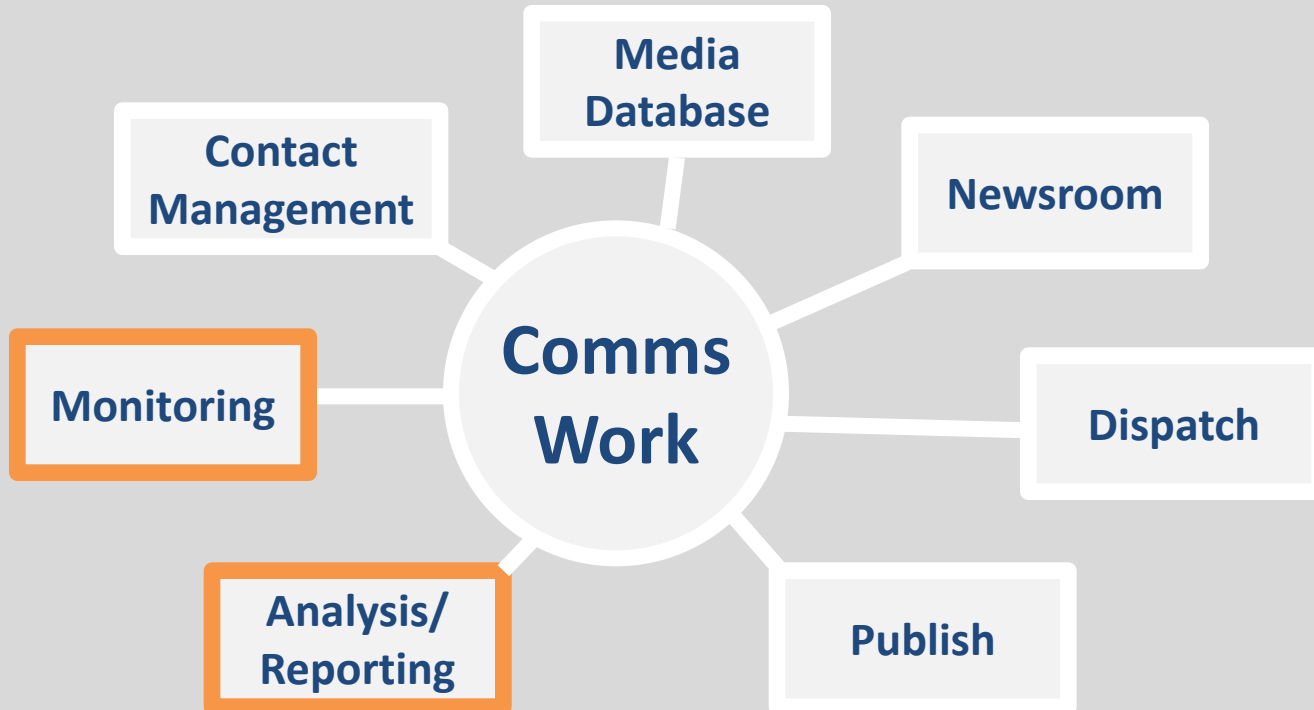 Media
Database
Contact
Management
Newsroom
Comms
Work
Monitoring
Dispatch
Analysis/
Reporting
Publish